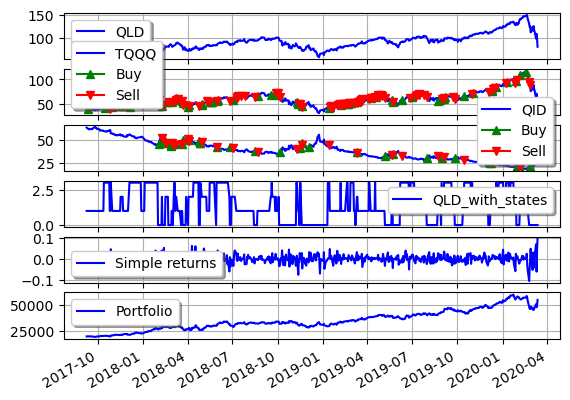 150
QLD
100
TQQQ
Buy
100
Sell
50
QID
Buy
50
Sell
25
2.5
QLD_with_states
0.0
0.1
Simple returns
0.0
-0.1
50000
Portfolio
25000
2017-10
2018-01
2018-04
2018-07
2018-10
2019-01
2019-04
2019-07
2019-10
2020-01
2020-04